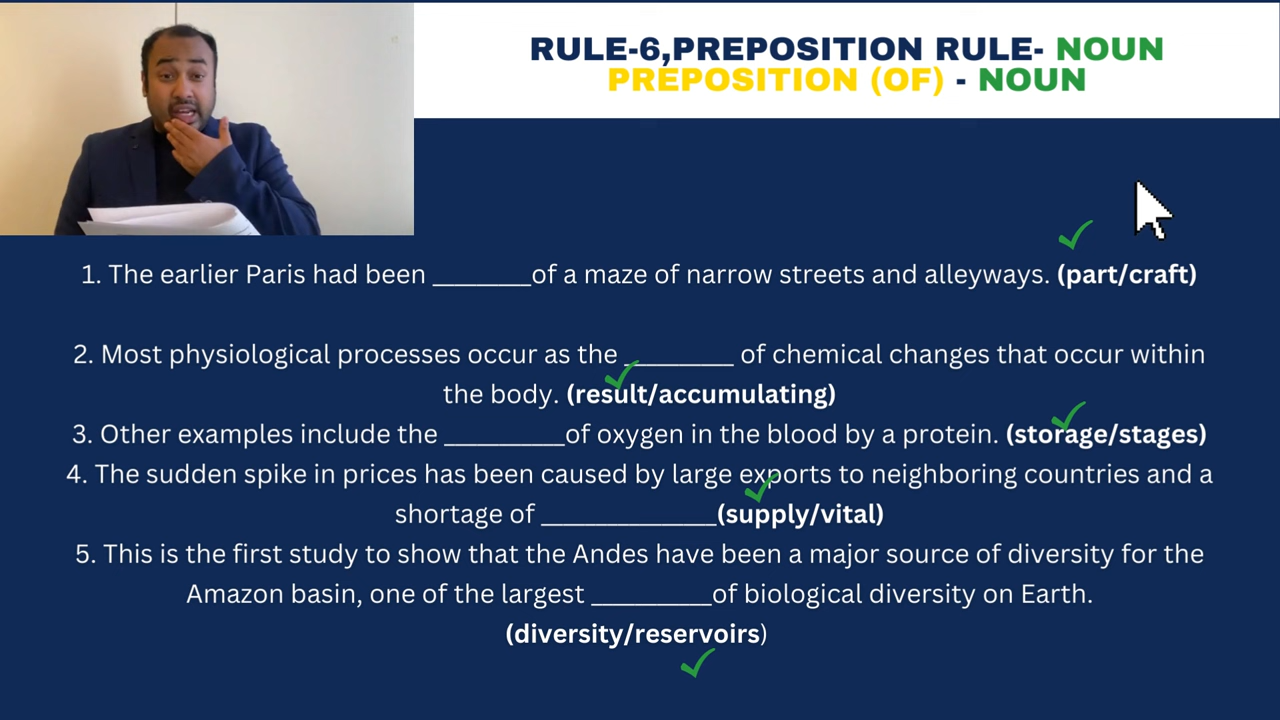 RULE-6,PREPOSITION RULE- NOUN
PREPOSITION (OF) - NOUN
1. The earlier Paris had been ________of a maze of narrow streets and alleyways. (part/craft)
2. Most physiological processes occur as the _________ of chemical changes that occur within
the body. (result/accumulating)
3. Other examples include the __________of oxygen in the blood by a protein. (storage/stages)
4. The sudden spike in prices has been caused by large exports to neighboring countries and a
shortage of ______________(supply/vital)
5. This is the first study to show that the Andes have been a major source of diversity for the
Amazon basin, one of the largest __________of biological diversity on Earth.
(diversity/reservoirs)